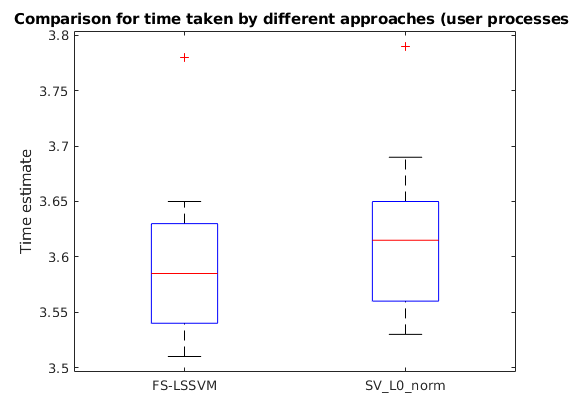 Comparison for time taken by different approaches (user processes
3.8
3.75
3.7
3.65
3.6
3.55
3.5
Time estimate
FS-LSSVM
SV_L0_norm